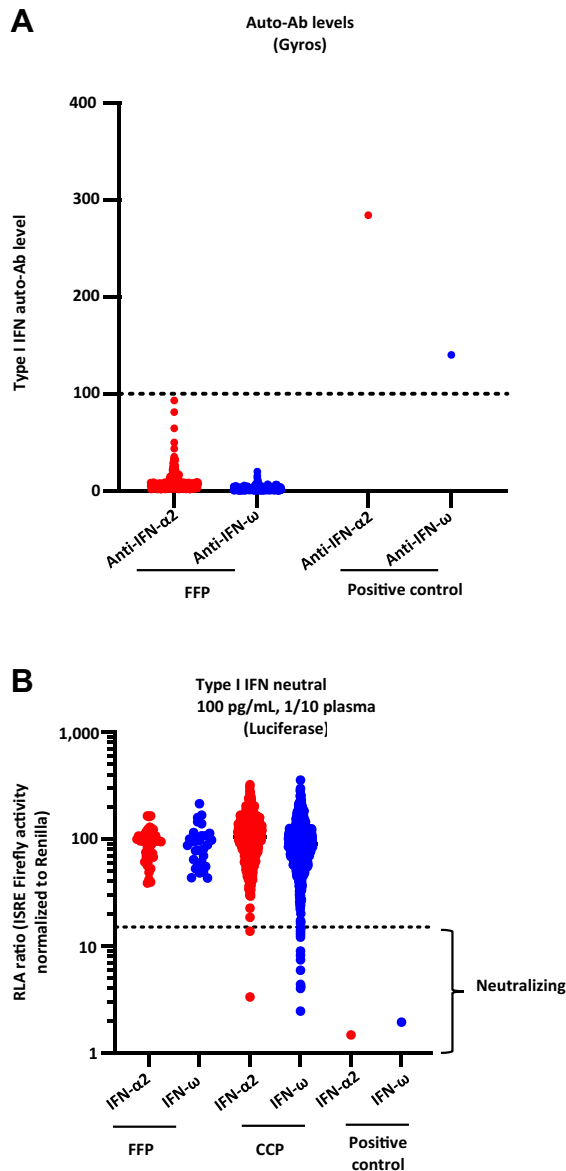 A
Auto-Ab levels
(Gyros)
Type I IFN auto-Ab level
400
300
200
100
0
Anti-IFN-α2
Anti-IFN-ω
Anti-IFN-α2
Anti-IFN-ω
FFP
Positive control
B
Type I IFN neutral
100 pg/mL, 1/10 plasma
(Luciferase)
RLA ratio (ISRE Firefly activity
normalized to Renilla)
1,000
100
10
1
Neutralizing
IFN-α2
IFN-ω
IFN-α2
IFN-ω
IFN-α2
IFN-ω
FFP
CCP
Positive
control